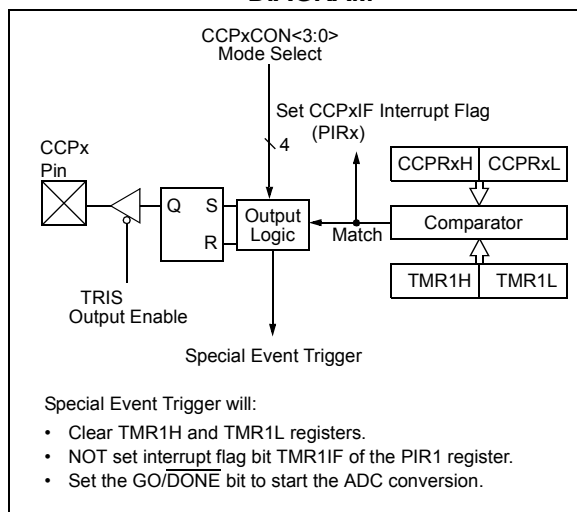 CCPxCON<3:0>
Mode Select
Set CCPxIF Interrupt Flag
(PIRx)
4
CCPx
Pin
CCPRxH CCPRxL
Q S
R
Output
Logic
Match
Comparator
TMR1H TMR1L
TRIS
Output Enable
Special Event Trigger
Special Event Trigger will:
• Clear TMR1H and TMR1L registers.
• NOT set interrupt flag bit TMR1IF of the PIR1 register.
• Set the GO/DONE bit to start the ADC conversion.